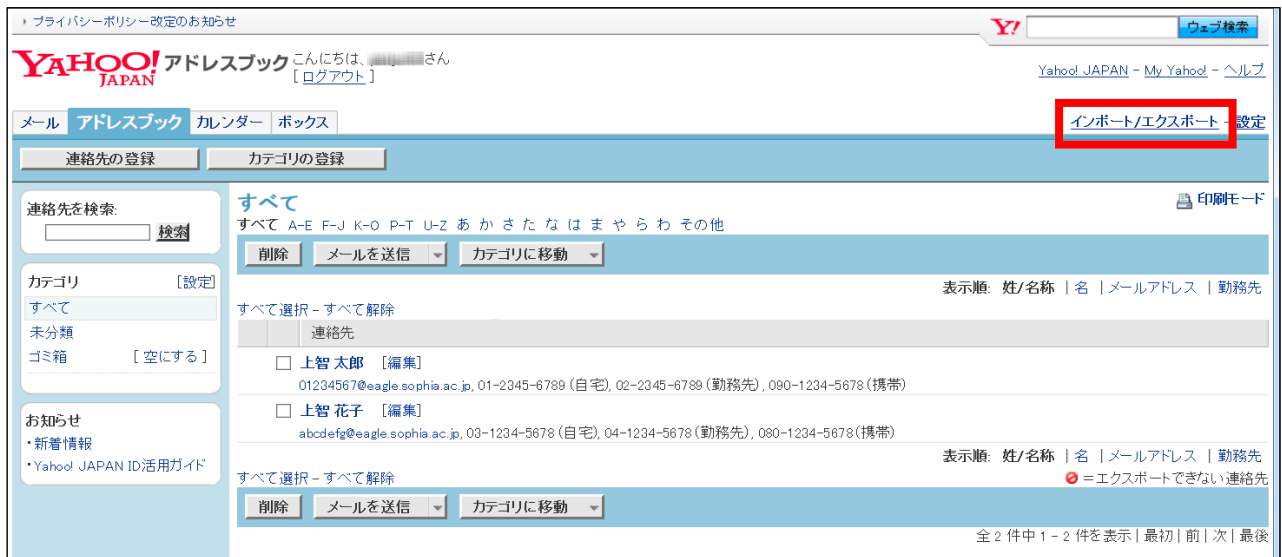 プライバシーポリシー改定のお知らせ
Y! ウェブ検索
YAHOO! JAPAN アドレスブック こんにちは、 さん
[ ログアウト ]
Yahoo! JAPAN - My Yahoo! - ヘルプ
メール アドレスブック カレンダー ボックス インポート/エクスポート - 設定
連絡先の登録 カテゴリの登録
連絡先を検索:
検索
カテゴリ [設定]
すべて
未分類
ゴミ箱 [ 空にする ]
お知らせ
・新着情報
・Yahoo! JAPAN ID活用ガイド
すべて 印刷モード
すべて A-E F-J K-O P-T U-Z あ か さ た な は ま や ら わ その他
削除 メールを送信 カテゴリに移動
表示順: 姓/名称 | 名 | メールアドレス | 勤務先
すべて選択 - すべて解除
連絡先
上智 太郎 [編集]
01234567@eagle.sophia.ac.jp, 01-2345-6789 (自宅), 02-2345-6789 (勤務先) , 090-1234-5678 (携帯)
上智 花子 [編集]
abcdefg@eagle.sophia.ac.jp, 03-1234-5678 (自宅), 04-1234-5678 (勤務先) , 080-1234-5678 (携帯)
表示順: 姓/名称 | 名 | メールアドレス | 勤務先
すべて選択 - すべて解除 =エクスポートできない連絡先
削除 メールを送信 カテゴリに移動
全 2 件中 1 - 2 件を表示 | 最初 | 前 | 次 | 最後